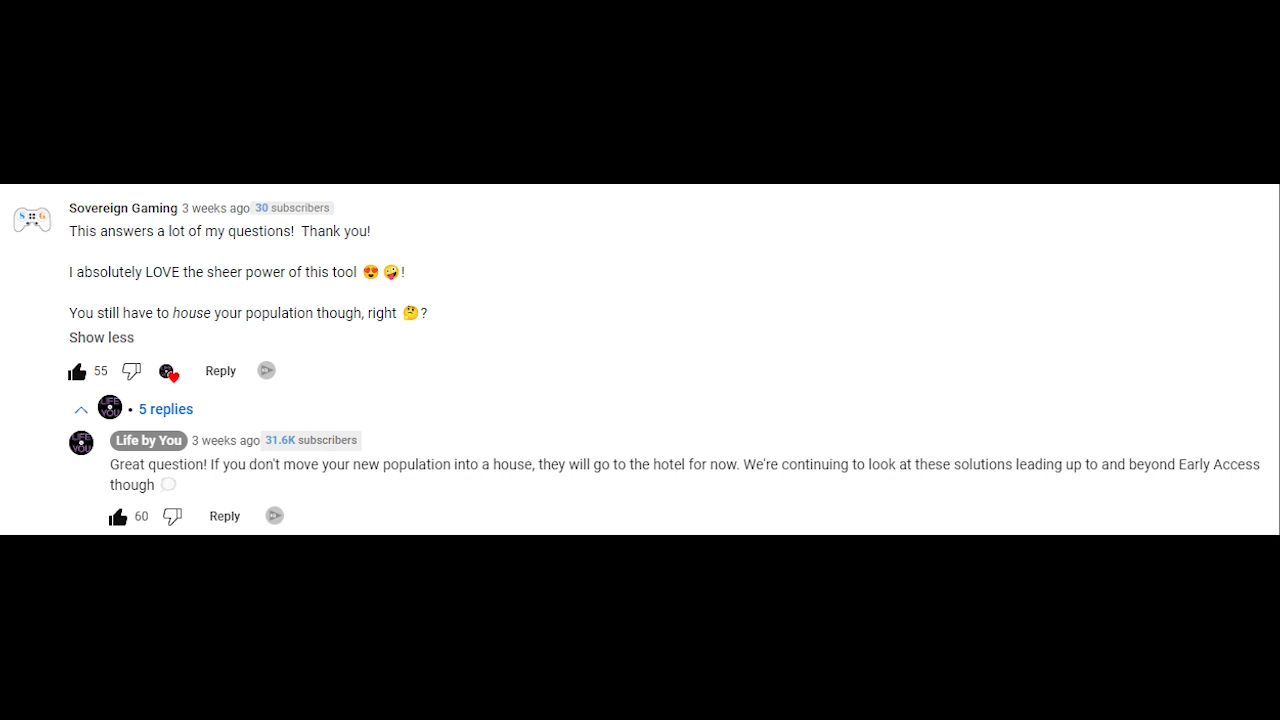 Sovereign Gaming 3 weeks ago 30 subscribers
This answers a lot of my questions!  Thank you!
I absolutely LOVE the sheer power of this tool 😍🤪!
You still have to house your population though, right 🤔?
Show less
55 Reply
LIFE BY YOU • 5 replies
Life by You 3 weeks ago 31.6K subscribers
Great question! If you don't move your new population into a house, they will go to the hotel for now. We're continuing to look at these solutions leading up to and beyond Early Access
though 💭
60 Reply